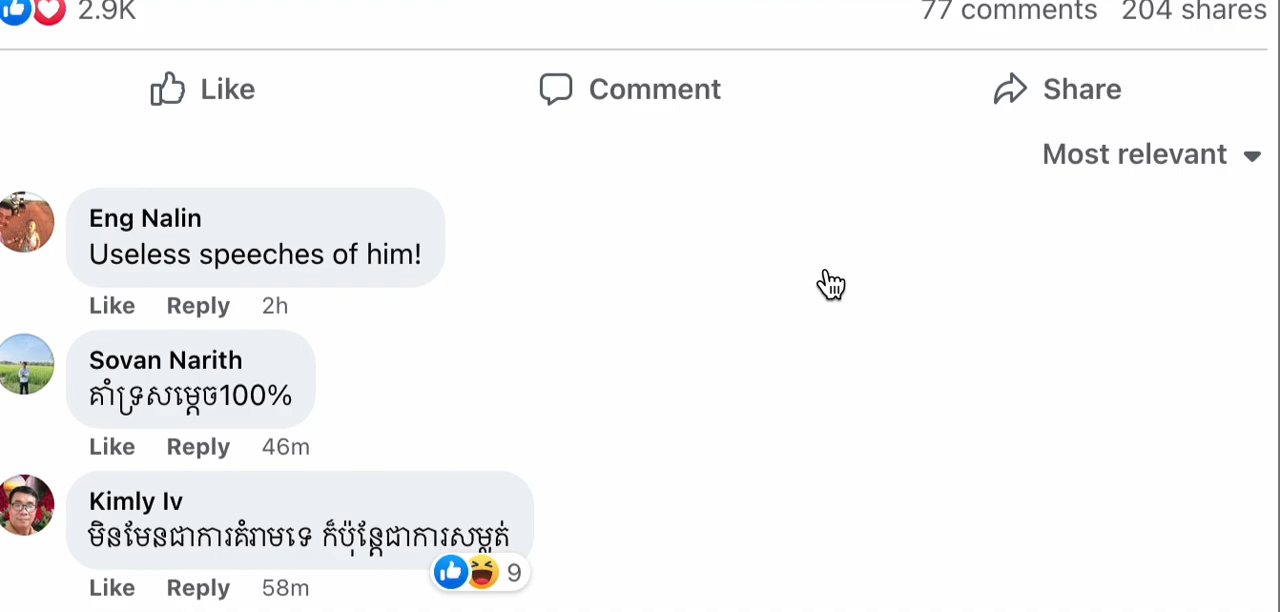 2.9K 77 comments 204 shares
Like Comment Share
Most relevant
Eng Nalin
Useless speeches of him!
Like Reply 2h
Sovan Narith
គាំទ្រសម្តេច100%
Like Reply 46m
Kimly Iv
មិនមែនជាការគំរាមទេ ក៏ប៉ុន្តែជាការសម្លុត់
9
Like Reply 58m